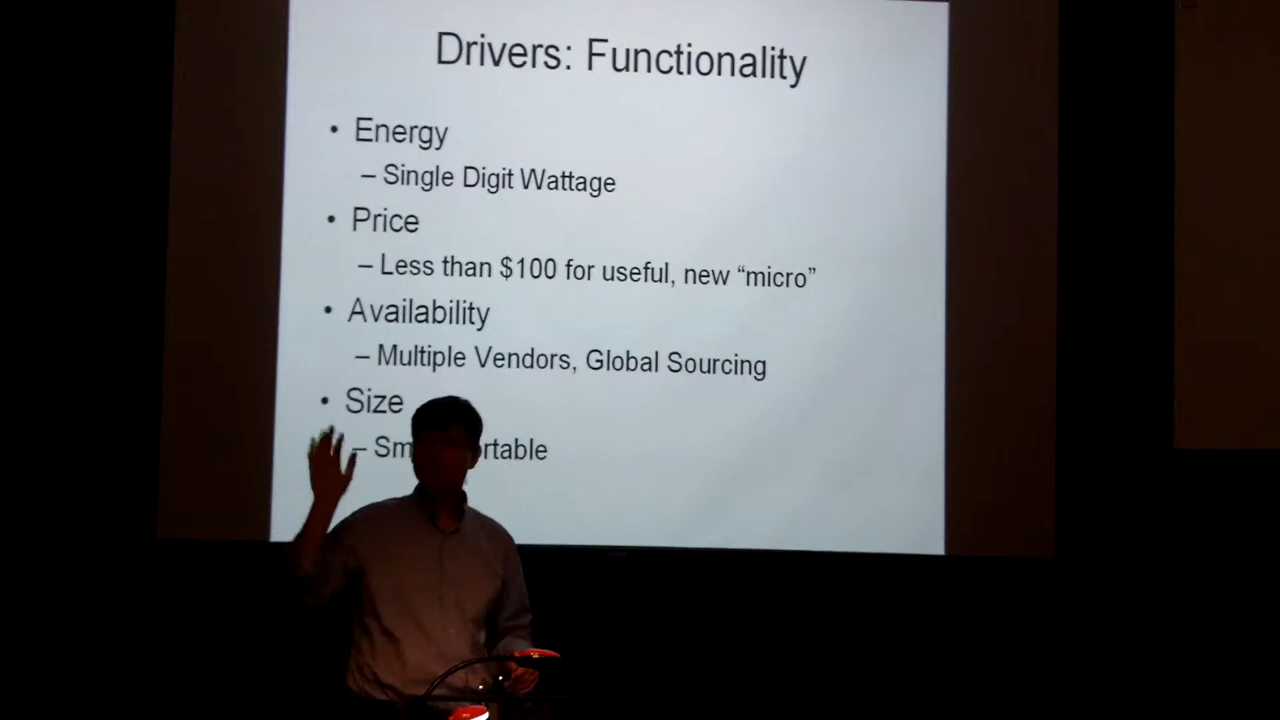 Drivers: Functionality
• Energy
– Single Digit Wattage
• Price
– Less than $100 for useful, new “micro”
• Availability
– Multiple Vendors, Global Sourcing
• Size
–